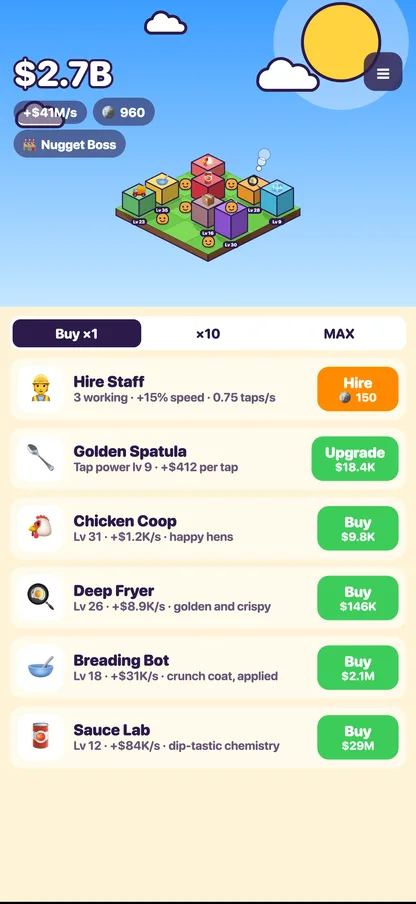 $2.7B
+$41M/s
960
Nugget Boss
Lv 35
Lv 28
Lv 23
Lv 9
Lv 16
Lv 30
Buy ×1
×10
MAX
Hire Staff
3 working · +15% speed · 0.75 taps/s
Hire
150
Golden Spatula
Tap power lv 9 · +$412 per tap
Upgrade
$18.4K
Chicken Coop
Lv 31 · +$1.2K/s · happy hens
Buy
$9.8K
Deep Fryer
Lv 26 · +$8.9K/s · golden and crispy
Buy
$146K
Breading Bot
Lv 18 · +$31K/s · crunch coat, applied
Buy
$2.1M
Sauce Lab
Lv 12 · +$84K/s · dip-tastic chemistry
Buy
$29M